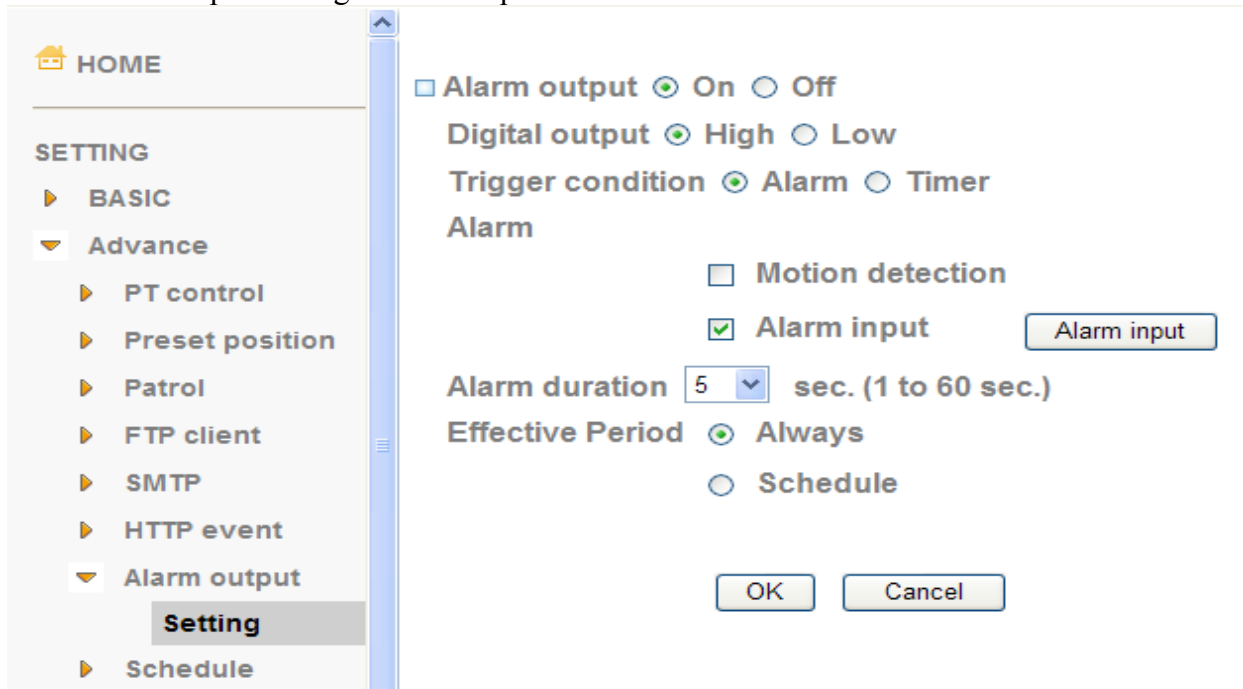 HOME
SETTING
BASIC
Advance
PT control
Preset position
Patrol
FTP client
SMTP
HTTP event
Alarm output
Setting
Schedule
Alarm output On Off
Digital output High Low
Trigger condition Alarm Timer
Alarm
Motion detection
Alarm input Alarm input
Alarm duration 5 sec. (1 to 60 sec.)
Effective Period Always
Schedule
OK Cancel